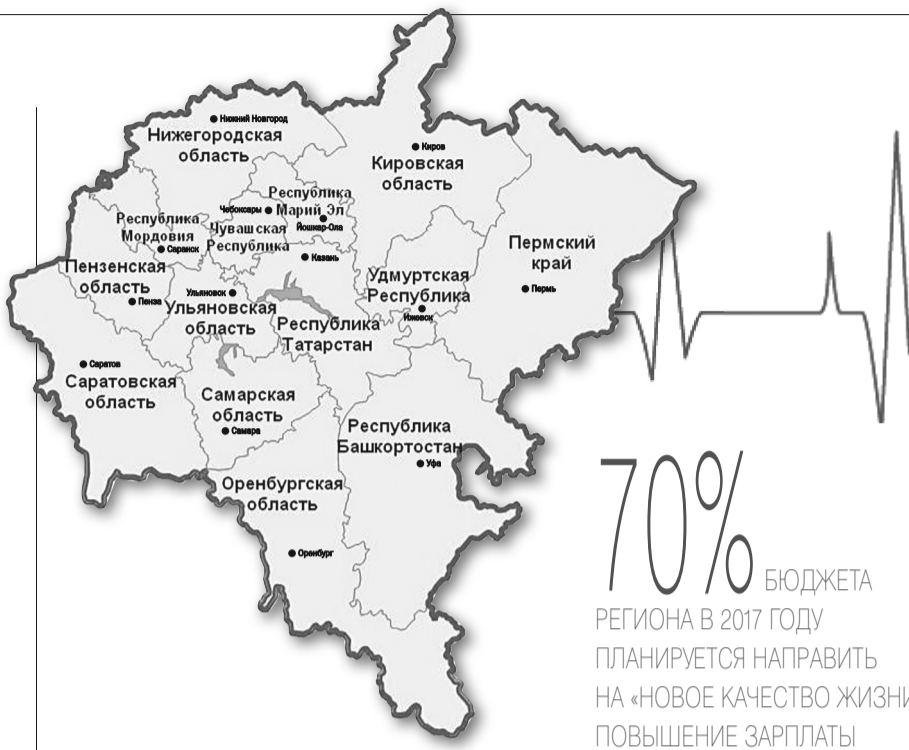 Нижний Новгород
Нижегородская
область
Киров
Кировская
область
Чебоксары
Республика
Марий Эл
Йошкар-Ола
Чувашская
Республика
Республика
Мордовия
Саранск
Казань
Пермский
край
Пермь
Удмуртская
Республика
Ижевск
Пензенская
область
Пенза
Ульяновск
Ульяновская
область
Республика
Татарстан
Саратов
Саратовская
область
Самарская
область
Самара
Республика
Башкортостан
Уфа
Оренбургская
область
Оренбург
70% БЮДЖЕТА
РЕГИОНА В 2017 ГОДУ
ПЛАНИРУЕТСЯ НАПРАВИТЬ
НА «НОВОЕ КАЧЕСТВО ЖИЗНИ
ПОВЫШЕНИЕ ЗАРПЛАТЫ